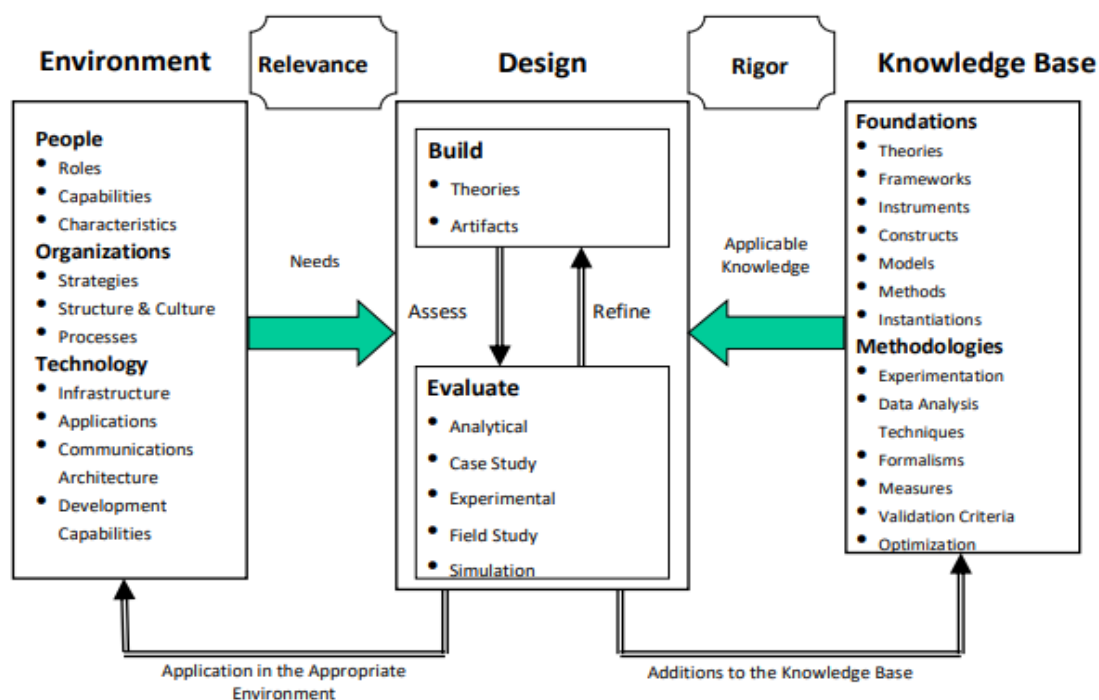 Environment
Relevance
Design
Rigor
Knowledge Base
People
Roles
Capabilities
Characteristics
Organizations
Strategies
Structure & Culture
Processes
Technology
Infrastructure
Applications
Communications
Architecture
Development
Capabilities
Needs
Build
Theories
Artifacts
Assess
Refine
Evaluate
Analytical
Case Study
Experimental
Field Study
Simulation
Applicable
Knowledge
Foundations
Theories
Frameworks
Instruments
Constructs
Models
Methods
Instantiations
Methodologies
Experimentation
Data Analysis
Techniques
Formalisms
Measures
Validation Criteria
Optimization
Application in the Appropriate
Environment
Additions to the Knowledge Base